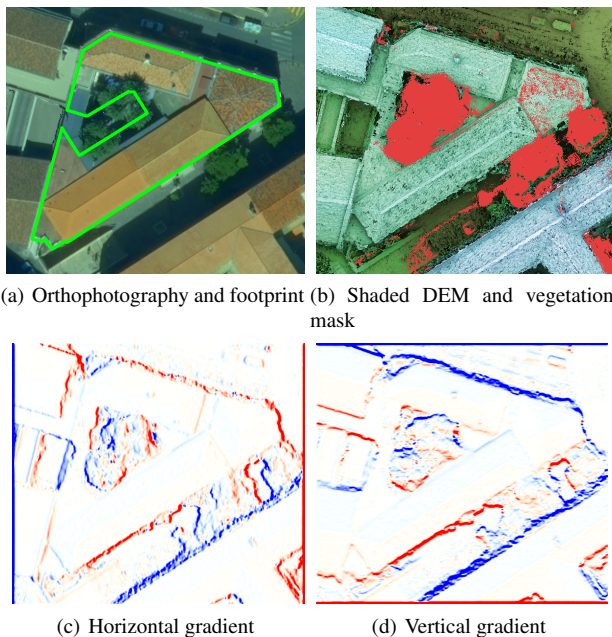 (a) Orthophotography and footprint
(b) Shaded DEM and vegetation
mask
(c) Horizontal gradient
(d) Vertical gradient